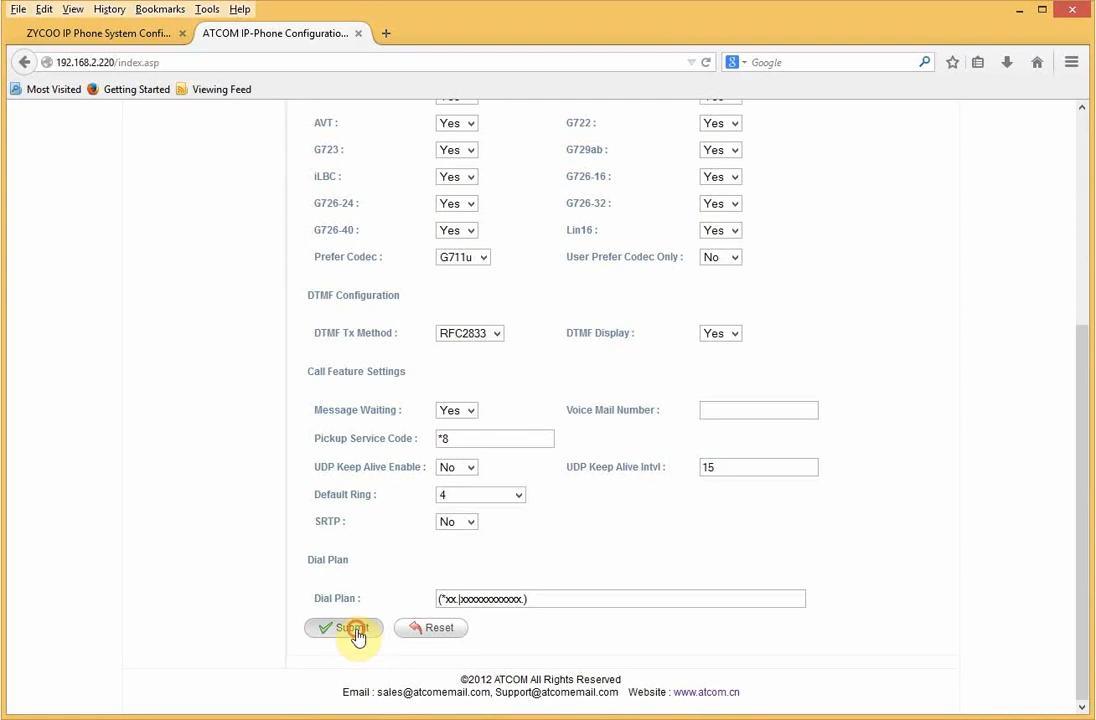 File Edit View History Bookmarks Tools Help
ZYCOO IP Phone System Confi... ATCOM IP-Phone Configuratio...
192.168.2.220/index.asp Google
Most Visited Getting Started Viewing Feed
AVT : Yes G722 : Yes
G723 : Yes G729ab : Yes
iLBC : Yes G726-16 : Yes
G726-24 : Yes G726-32 : Yes
G726-40 : Yes Lin16 : Yes
Prefer Codec : G711u User Prefer Codec Only : No
DTMF Configuration
DTMF Tx Method : RFC2833 DTMF Display : Yes
Call Feature Settings
Message Waiting : Yes Voice Mail Number :
Pickup Service Code : *8
UDP Keep Alive Enable : No UDP Keep Alive Intvl : 15
Default Ring : 4
SRTP : No
Dial Plan
Dial Plan : (*xx.|xxxxxxxxxxxx.)
Submit Reset
©2012 ATCOM All Rights Reserved
Email : sales@atcomemail.com, Support@atcomemail.com Website : www.atcom.cn